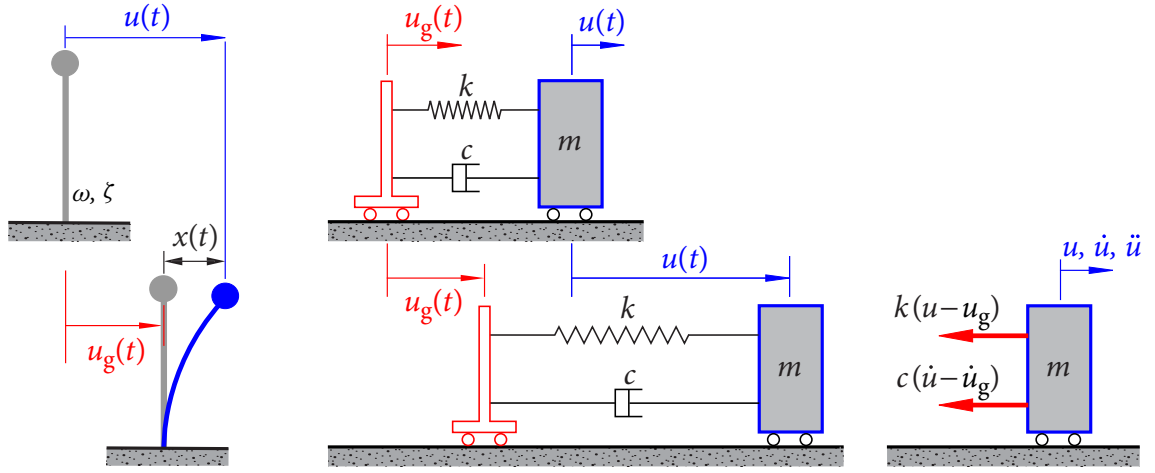 u(t)
ω, ζ
x(t)
u_g(t)
u_g(t)
u(t)
k
c
m
u_g(t)
u(t)
k
c
m
u, u̇, ü
k(u−u_g)
c(u̇−u̇_g)
m